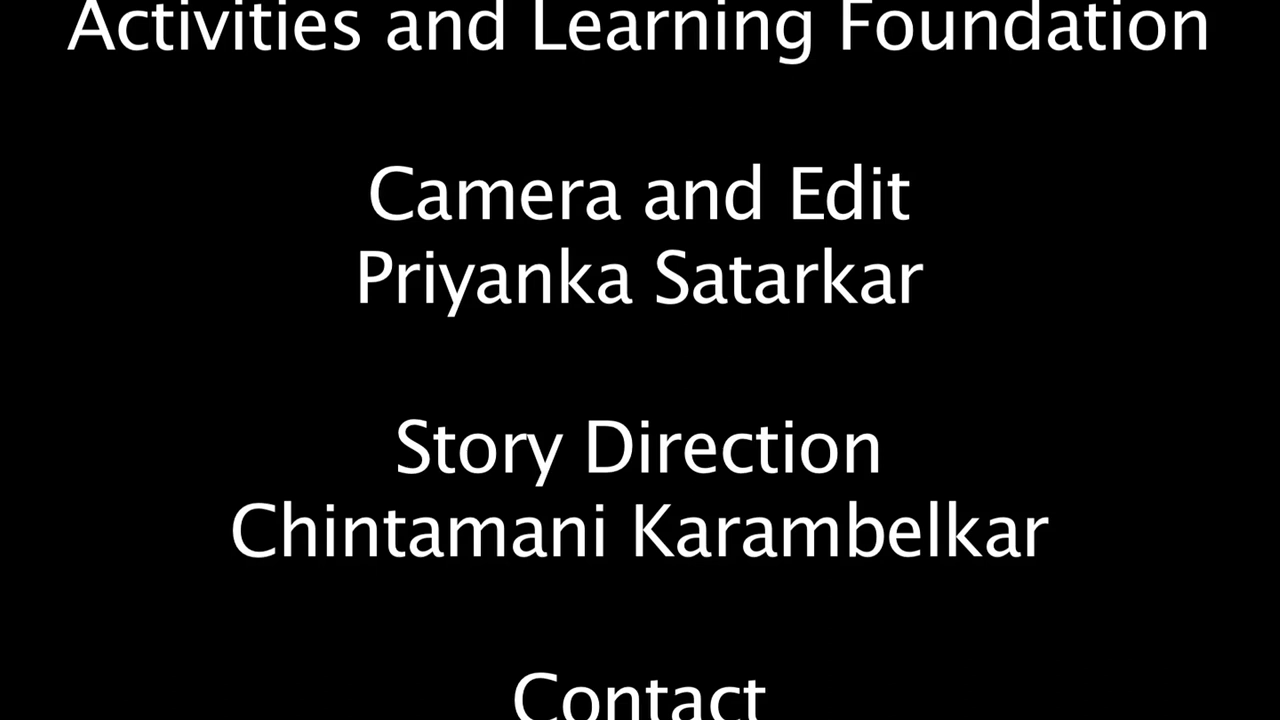 Activities and Learning Foundation
Camera and Edit
Priyanka Satarkar
Story Direction
Chintamani Karambelkar
Contact